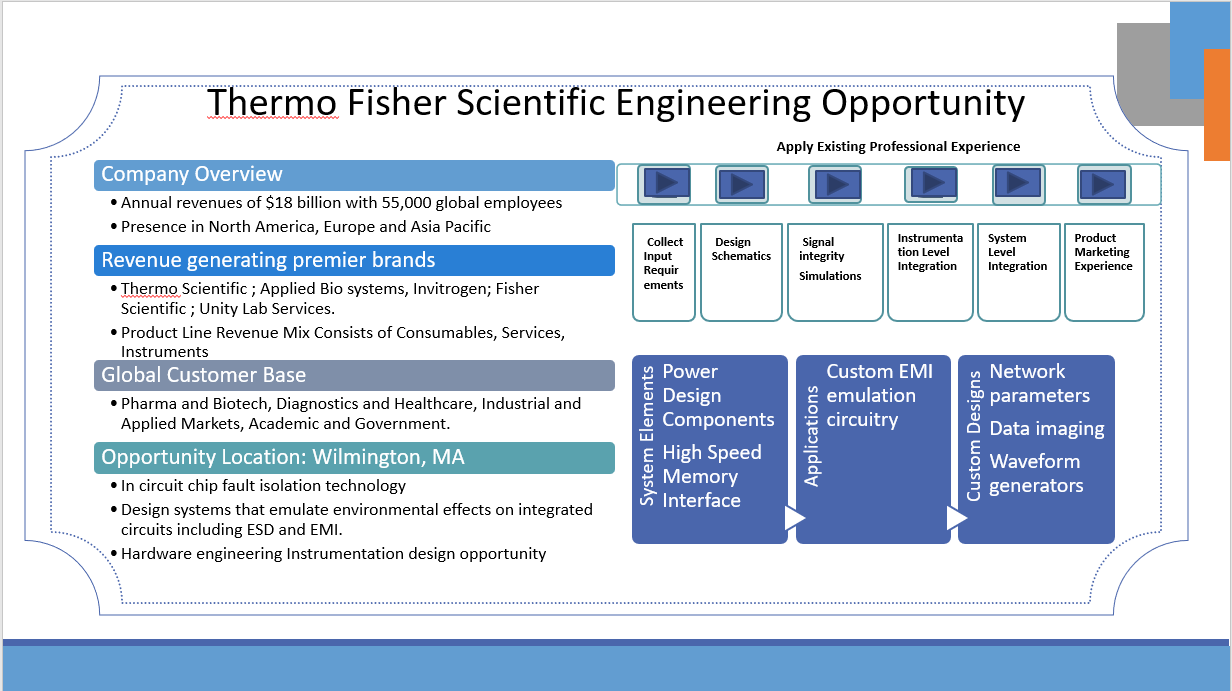 Thermo Fisher Scientific Engineering Opportunity
Company Overview
• Annual revenues of $18 billion with 55,000 global employees
• Presence in North America, Europe and Asia Pacific
Revenue generating premier brands
• Thermo Scientific ; Applied Bio systems, Invitrogen; Fisher
Scientific ; Unity Lab Services.
• Product Line Revenue Mix Consists of Consumables, Services,
Instruments
Global Customer Base
• Pharma and Biotech, Diagnostics and Healthcare, Industrial and
Applied Markets, Academic and Government.
Opportunity Location: Wilmington, MA
• In circuit chip fault isolation technology
• Design systems that emulate environmental effects on integrated
circuits including ESD and EMI.
• Hardware engineering Instrumentation design opportunity
Apply Existing Professional Experience
Collect
Input
Requir
ements
Design
Schematics
Signal
integrity
Simulations
Instrumenta
tion Level
Integration
System
Level
Integration
Product
Marketing
Experience
System Elements
Power
Design
Components
High Speed
Memory
Interface
Applications
Custom EMI
emulation
circuitry
Custom Designs
Network
parameters
Data imaging
Waveform
generators